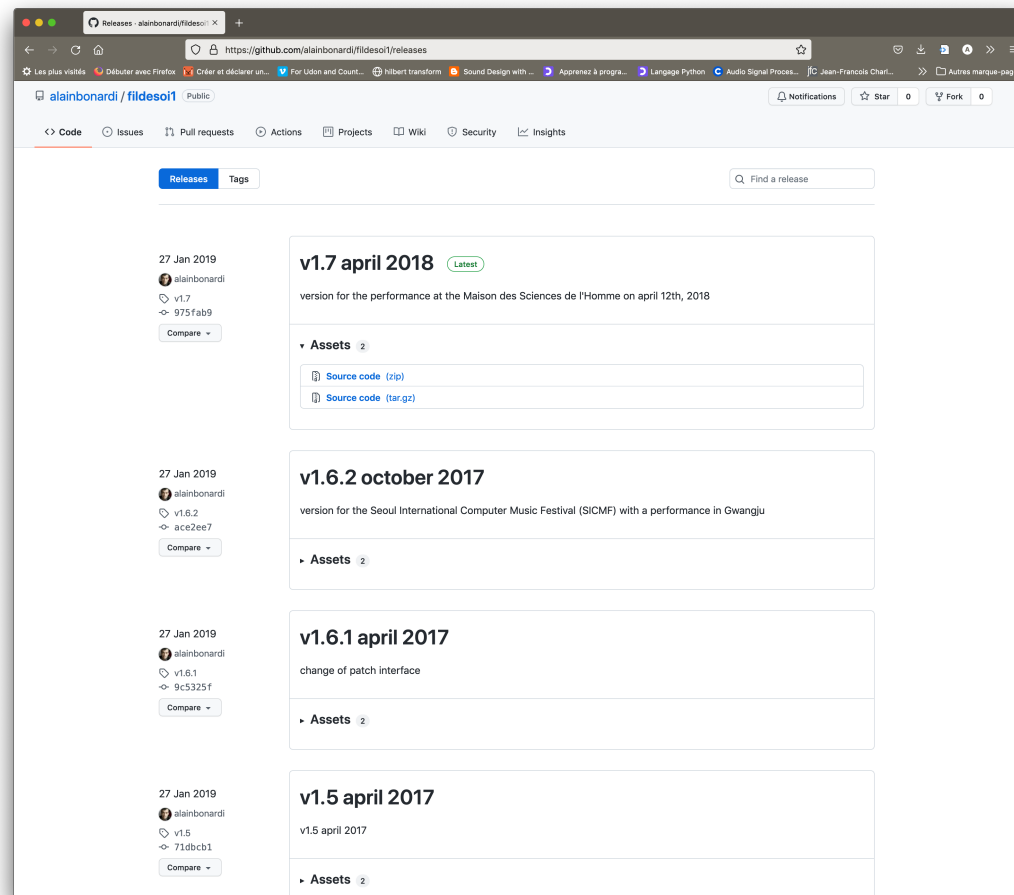 Releases · alainbonardi/fildesoi1
https://github.com/alainbonardi/fildesoi1/releases
Les plus visités Débuter avec Firefox Créer et déclarer un... For Udon and Count... hilbert transform Sound Design with ... Apprenez à progra... Langage Python Audio Signal Proces... Jean-Francois Charl... Autres marque-pag
alainbonardi / fildesoi1 Public Notifications Star 0 Fork 0
Code Issues Pull requests Actions Projects Wiki Security Insights
Releases Tags Find a release
27 Jan 2019
alainbonardi
v1.7
975fab9
Compare
v1.7 april 2018 Latest
version for the performance at the Maison des Sciences de l'Homme on april 12th, 2018
Assets 2
Source code (zip)
Source code (tar.gz)
27 Jan 2019
alainbonardi
v1.6.2
ace2ee7
Compare
v1.6.2 october 2017
version for the Seoul International Computer Music Festival (SICMF) with a performance in Gwangju
Assets 2
27 Jan 2019
alainbonardi
v1.6.1
9c5325f
Compare
v1.6.1 april 2017
change of patch interface
Assets 2
27 Jan 2019
alainbonardi
v1.5
71dbcb1
Compare
v1.5 april 2017
v1.5 april 2017
Assets 2